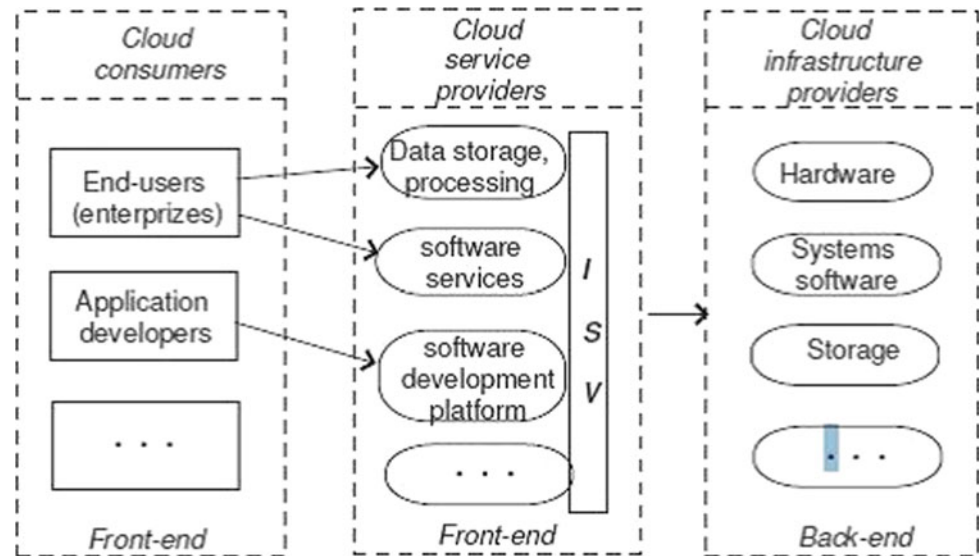 Cloud
consumers
End-users
(enterprizes)
Application
developers
. . .
Front-end
Cloud
service
providers
Data storage,
processing
software
services
software
development
platform
. . .
I
S
V
Front-end
Cloud
infrastructure
providers
Hardware
Systems
software
Storage
. . .
Back-end